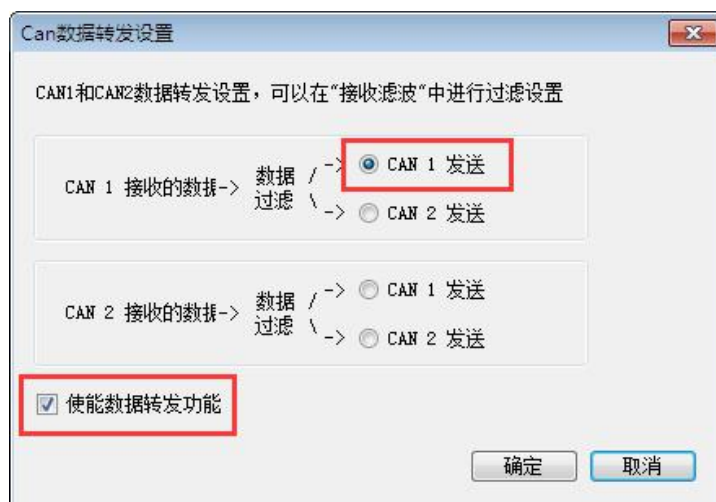 Can数据转发设置
CAN1和CAN2数据转发设置，可以在"接收滤波"中进行过滤设置
CAN 1 接收的数据-> 数据过滤 / -> CAN 1 发送
\ -> CAN 2 发送
CAN 2 接收的数据-> 数据过滤 / -> CAN 1 发送
\ -> CAN 2 发送
使能数据转发功能
确定
取消